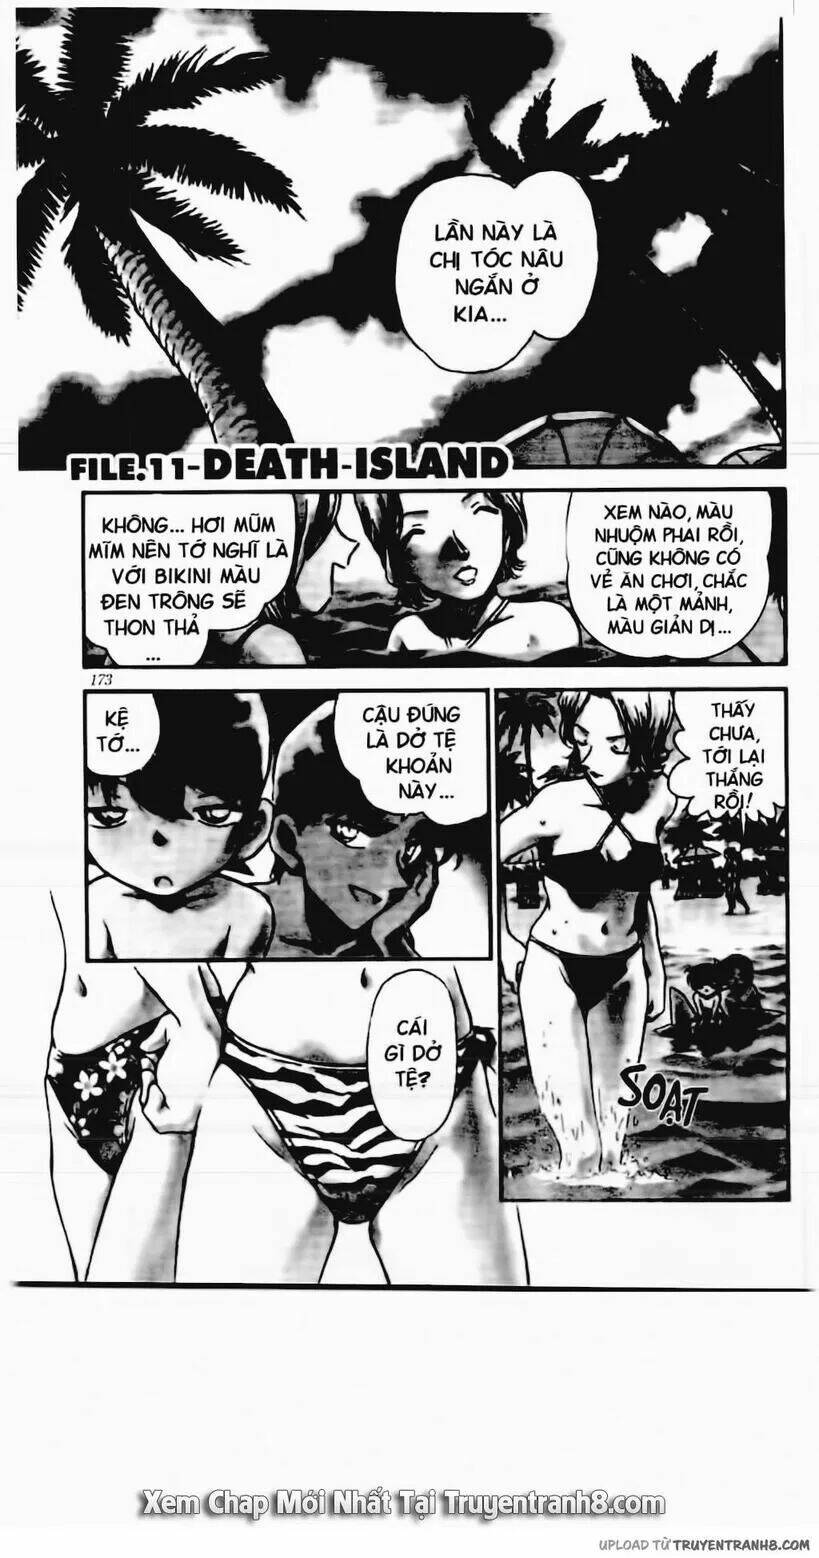 LẦN NÀY LÀ
CHỊ TÓC NÂU
NGẮN Ở
KIA...
FILE.11-DEATH-ISLAND
XEM NÀO, MÀU
NHUỘM PHAI RỒI,
CŨNG KHÔNG CÓ
VẺ ĂN CHƠI, CHẮC
LÀ MỘT MẢNH,
MÀU GIẢN DỊ...
KHÔNG... HƠI MŨM
MĨM NÊN TỚ NGHĨ LÀ
VỚI BIKINI MÀU
ĐEN TRÔNG SẼ
THON THẢ
...
173
THẤY
CHƯA,
TỚ LẠI
THẮNG
RỒI!
SOẠT
CẬU ĐÚNG
LÀ DỞ TỆ
KHOẢN
NÀY...
KỆ
TỚ...
CÁI
GÌ DỞ
TỆ?
Xem Chap Mới Nhất Tại Truyentranh8.com
UPLOAD TỪ TRUYENTRANH8.COM